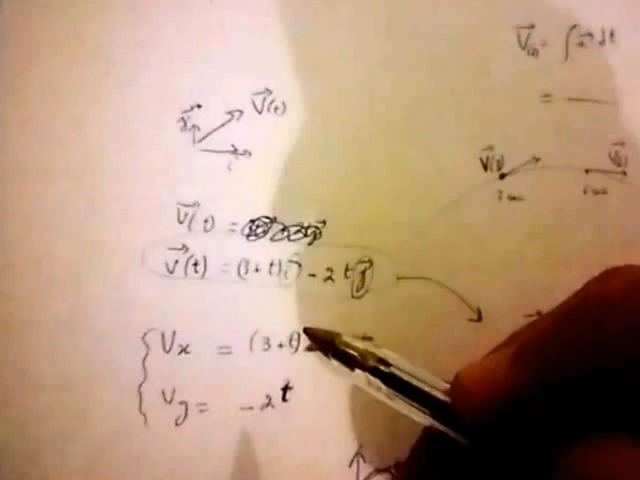 V⃗(t) = ∫ a⃗ dt
= —
j⃗ V⃗(t)
i
V⃗(t) =
V⃗(t) = (3+t) i⃗ - 2t j⃗
Vx = (3+t)
Vy = -2t